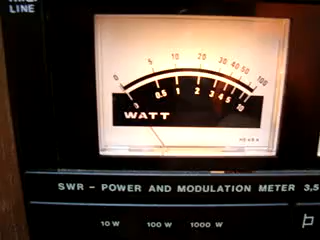 LINE
0 5 10 20 30 40 50 100
0 0.5 1 2 3 4 5 10
WATT
SWR - POWER AND MODULATION METER 3,5
10 W 100 W 1000 W